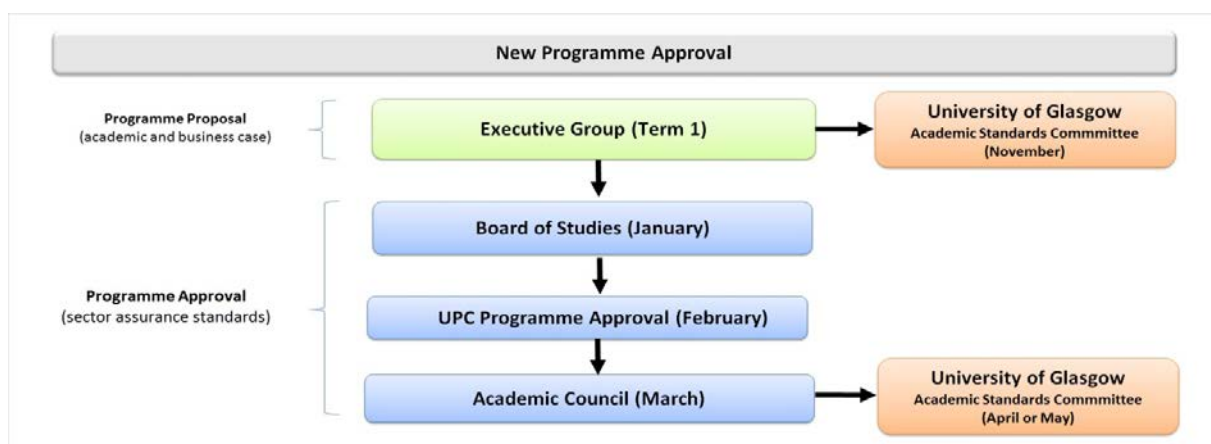 New Programme Approval
Programme Proposal
(academic and business case)
Executive Group (Term 1)
University of Glasgow
Academic Standards Commmittee
(November)
Board of Studies (January)
Programme Approval
(sector assurance standards)
UPC Programme Approval (February)
Academic Council (March)
University of Glasgow
Academic Standards Commmittee
(April or May)